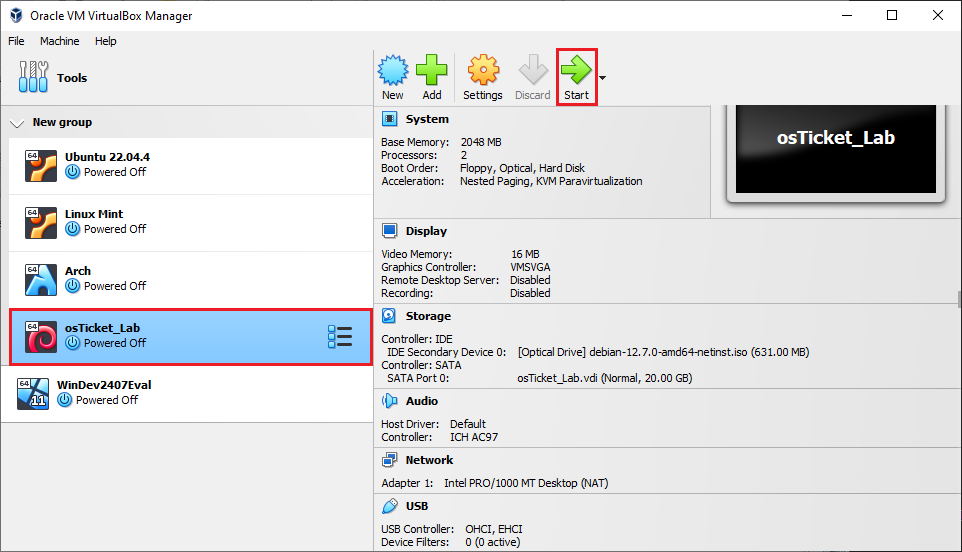 Oracle VM VirtualBox Manager
File Machine Help
Tools
New Add Settings Discard Start
New group
64
Ubuntu 22.04.4
Powered Off
64
Linux Mint
Powered Off
64
Arch
Powered Off
64
osTicket_Lab
Powered Off
64
11
WinDev2407Eval
Powered Off
System
Base Memory: 2048 MB
Processors: 2
Boot Order: Floppy, Optical, Hard Disk
Acceleration: Nested Paging, KVM Paravirtualization
osTicket_Lab
Display
Video Memory: 16 MB
Graphics Controller: VMSVGA
Remote Desktop Server: Disabled
Recording: Disabled
Storage
Controller: IDE
IDE Secondary Device 0: [Optical Drive] debian-12.7.0-amd64-netinst.iso (631.00 MB)
Controller: SATA
SATA Port 0: osTicket_Lab.vdi (Normal, 20.00 GB)
Audio
Host Driver: Default
Controller: ICH AC97
Network
Adapter 1: Intel PRO/1000 MT Desktop (NAT)
USB
USB Controller: OHCI, EHCI
Device Filters: 0 (0 active)